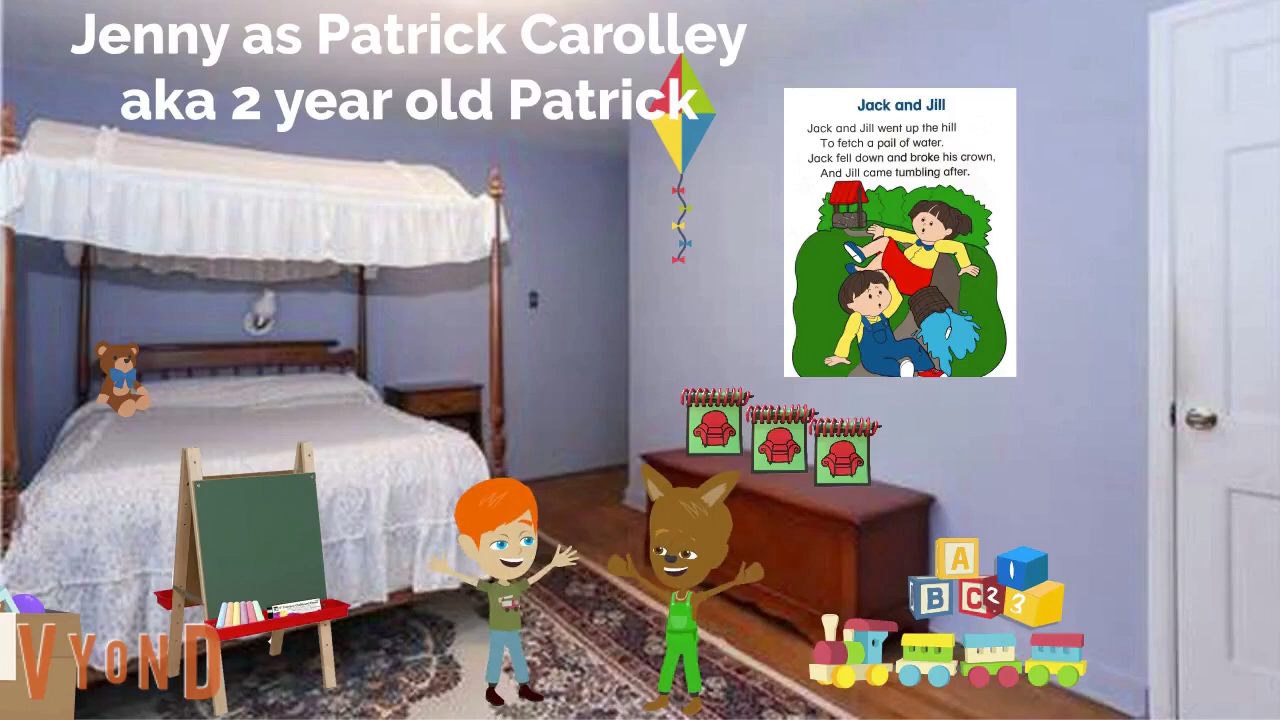 Jenny as Patrick Carolley
aka 2 year old Patrick
Jack and Jill
Jack and Jill went up the hill
To fetch a pail of water.
Jack fell down and broke his crown,
And Jill came tumbling after.
A
B C 2 3
1
VYOND